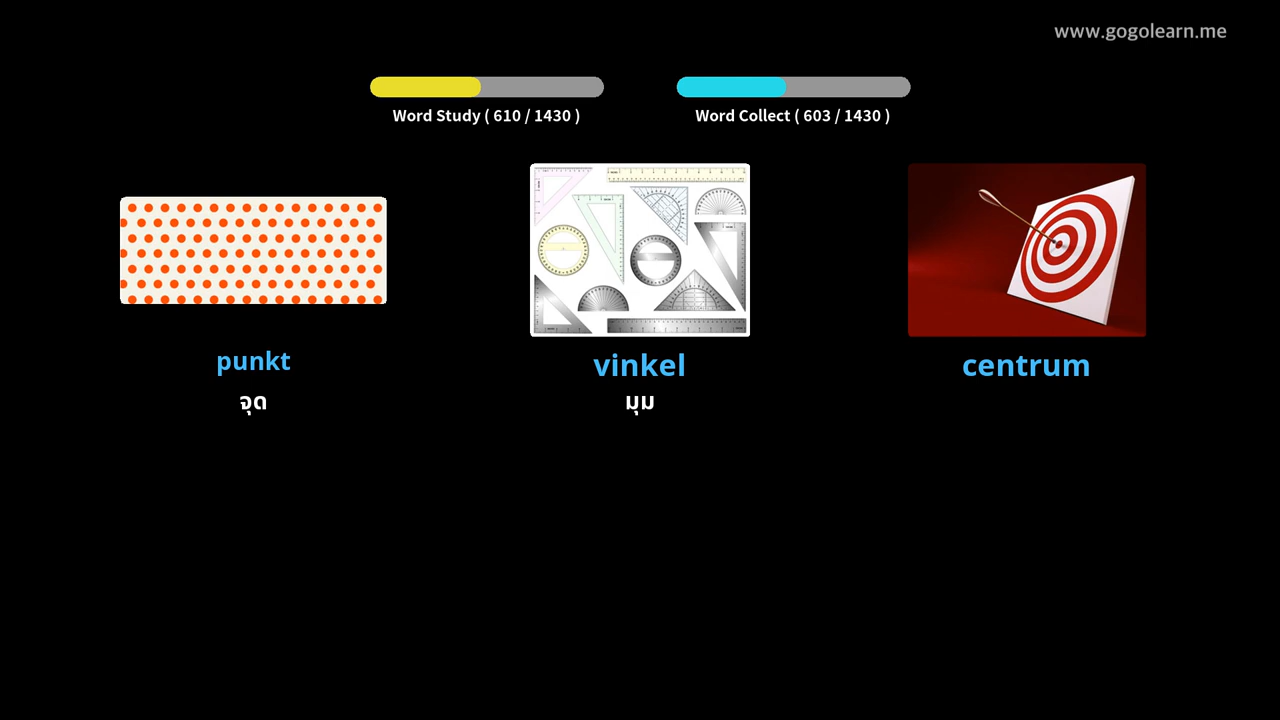 www.gogolearn.me
Word Study ( 610 / 1430 )
Word Collect ( 603 / 1430 )
punkt
vinkel
centrum
จุด
มุม